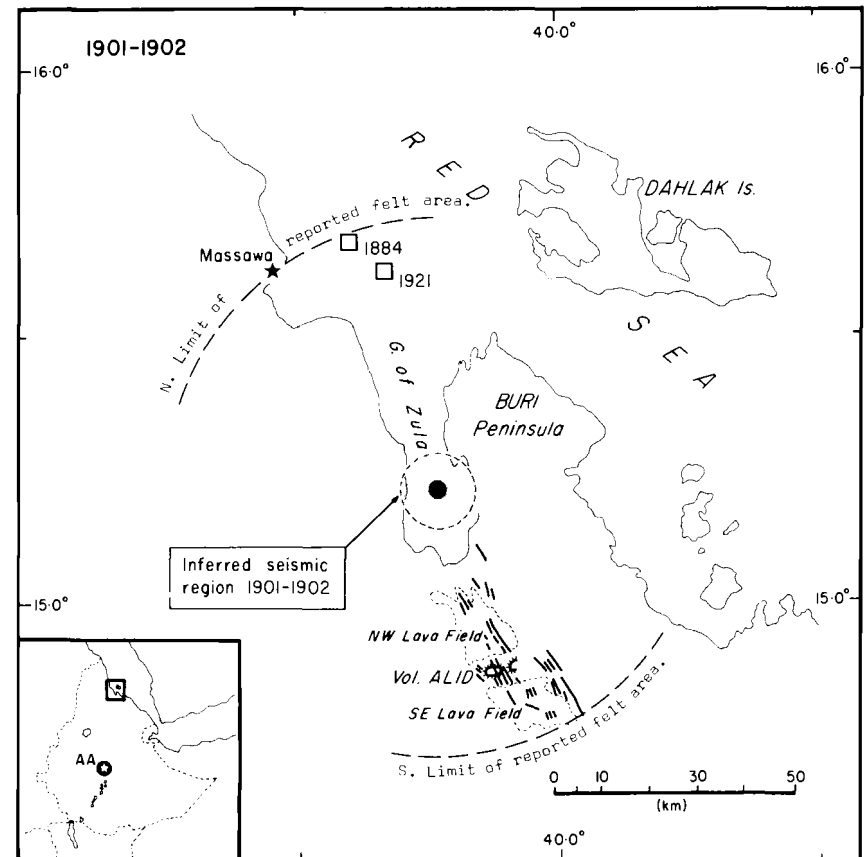 1901-1902
40·0°
16·0°
16·0°
RED
DAHLAK Is.
reported felt area.
1884
Massawa
1921
N. Limit of
SEA
G. of Zula
BURI
Peninsula
Inferred seismic
region 1901-1902
15·0°
15·0°
NW Lava Field
Vol. ALID
SE Lava Field
S. Limit of reported felt area.
AA
0 10 20 30 50
(km)
40·0°